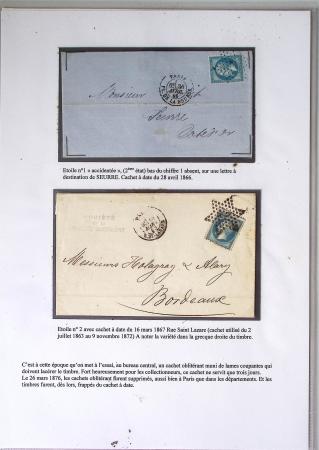 PARIS
PL. DE LA BOURSE
Monsieur
Seurre
Côte d'or
Etoile n°1 « accidentée », (2ème état) bas du chiffre 1 absent, sur une lettre à
destination de SEURRE. Cachet à date du 28 avril 1866.
Messieurs Holagray & Alary
Bordeaux
Etoile n° 2 avec cachet à date du 16 mars 1867 Rue Saint Lazare (cachet utilisé du 2
juillet 1863 au 9 novembre 1872) A noter la variété dans la grecque droite du timbre.
C'est à cette époque qu'on met à l'essai, au bureau central, un cachet oblitérant muni de lames coupantes qui
doivent lacérer le timbre. Fort heureusement pour les collectionneurs, ce cachet ne servit que trois jours.
Le 26 mars 1876, les cachets oblitérant furent supprimés, aussi bien à Paris que dans les départements. Et les
timbres furent, dès lors, frappés du cachet à date.